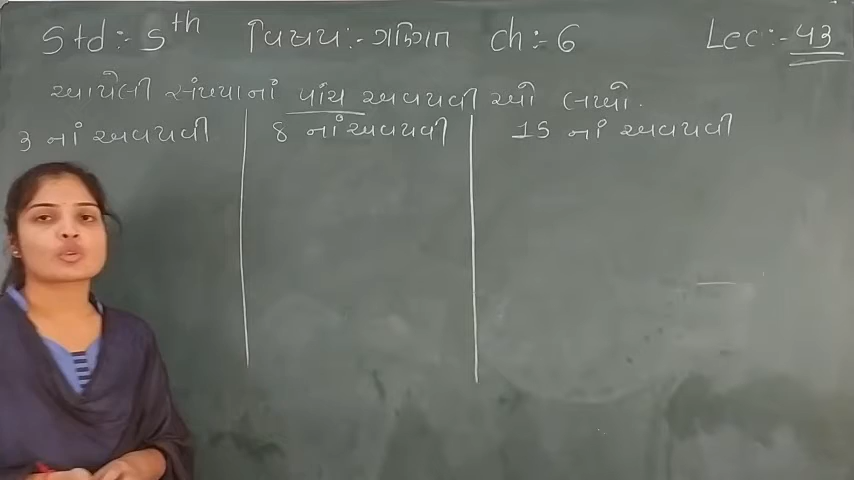 Std:- 5th વિષય:- ગણિત ch:- 6 Lec:- 43
આપેલી સંખ્યાનાં પાંચ અવયવી ઓ લખો.
3 નાં અવયવી 8 નાં અવયવી 15 નાં અવયવી